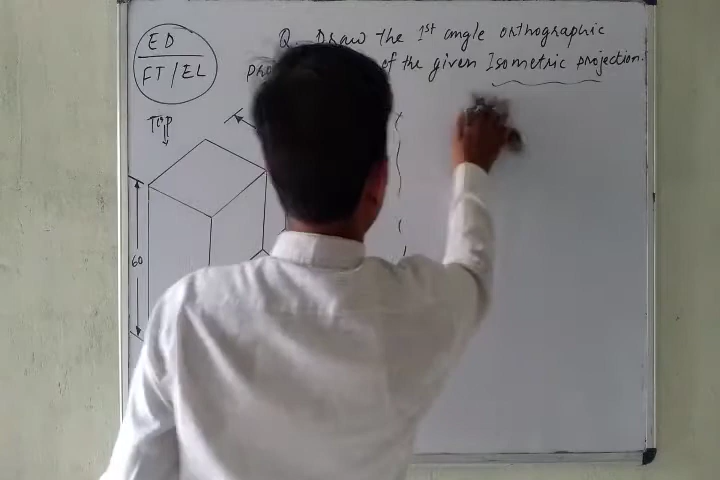 ED
FT/EL
Q. Draw the 1st angle orthographic
of the given Isometric projection.
TOP
60